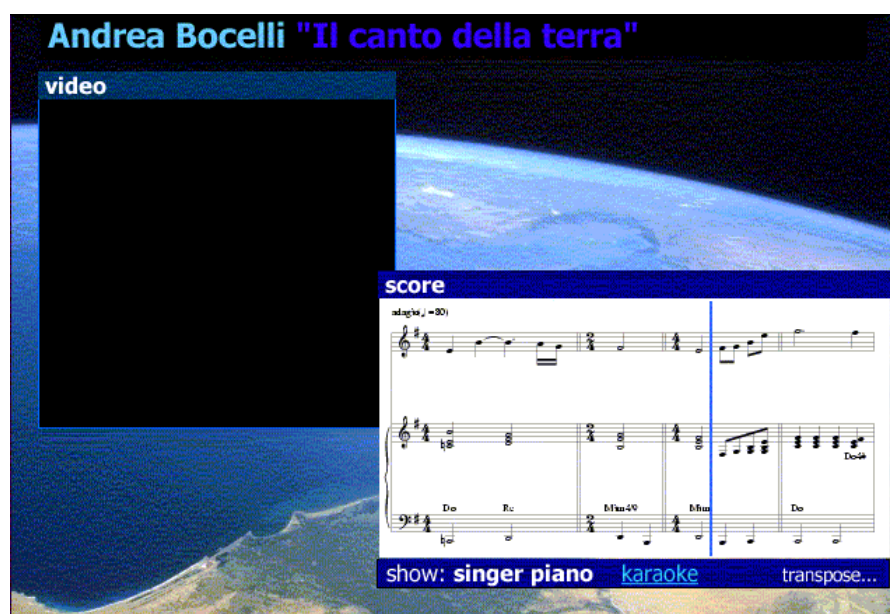 Andrea Bocelli "Il canto della terra"
video
score
adagio(♩=80)
Do4#
Do Re Mim4/9 Mim Do
show: singer piano karaoke transpose...